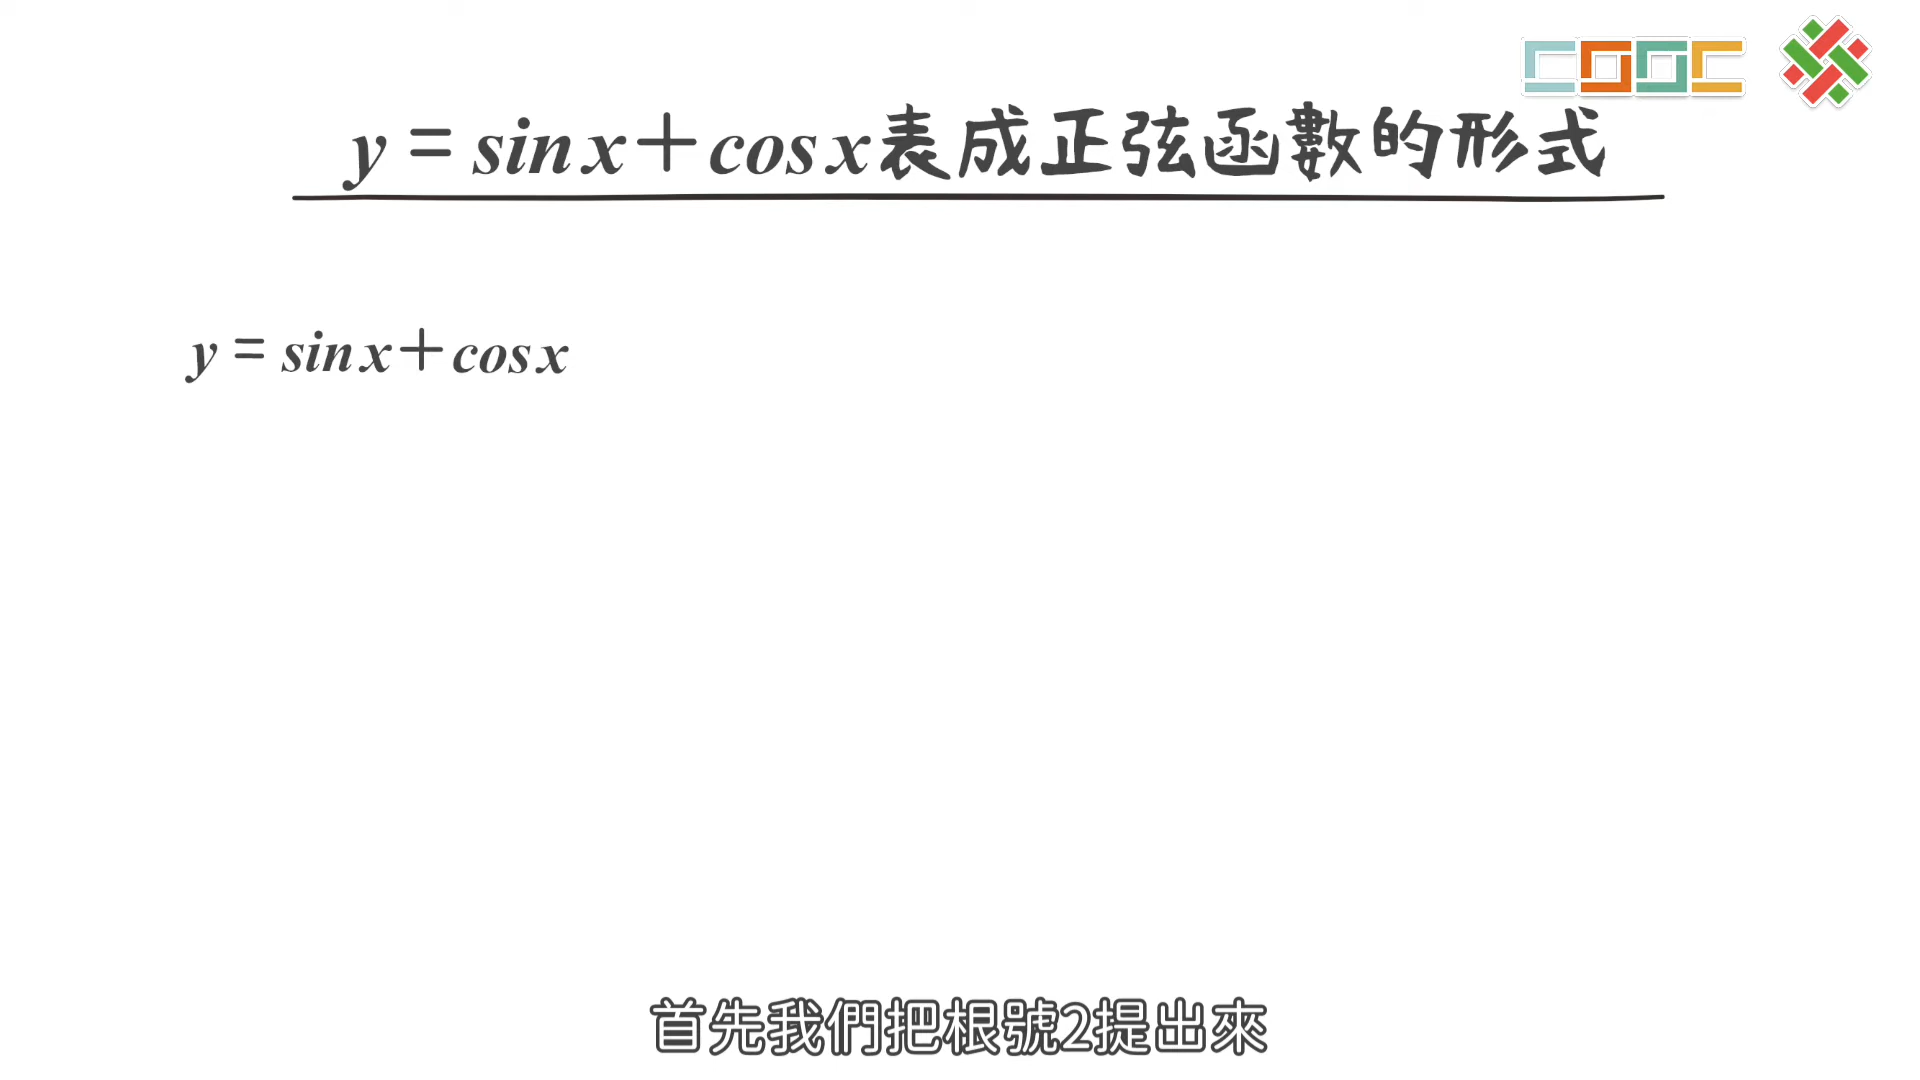 COOC
y = sin x + cos x表成正弦函數的形式
y = sin x + cos x
首先我們把根號2提出來